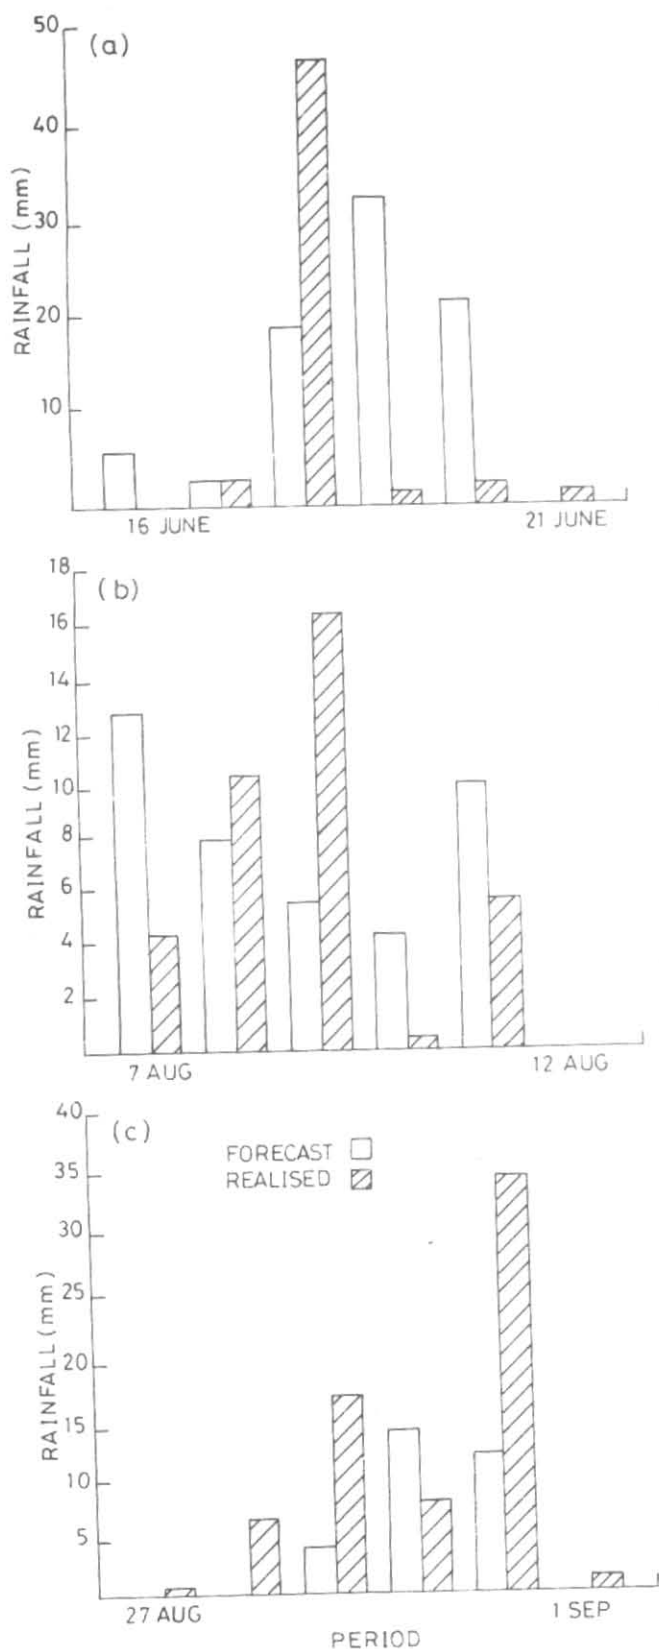 (a)
50
40
30
20
10
RAINFALL (mm)
16 JUNE
21 JUNE
(b)
18
16
14
12
10
8
6
4
2
RAINFALL (mm)
7 AUG
12 AUG
(c)
FORECAST
REALISED
40
35
30
25
20
15
10
5
RAINFALL (mm)
27 AUG
1 SEP
PERIOD